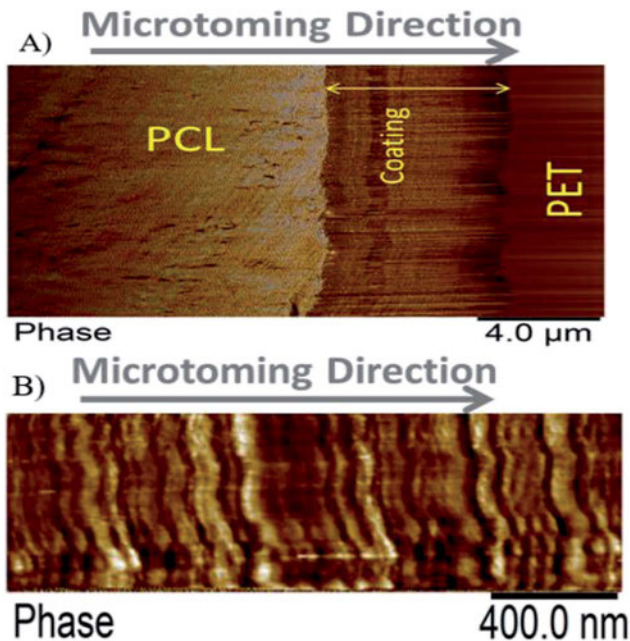 A)
Microtoming Direction
PCL
Coating
PET
Phase
4.0 µm
B)
Microtoming Direction
Phase
400.0 nm